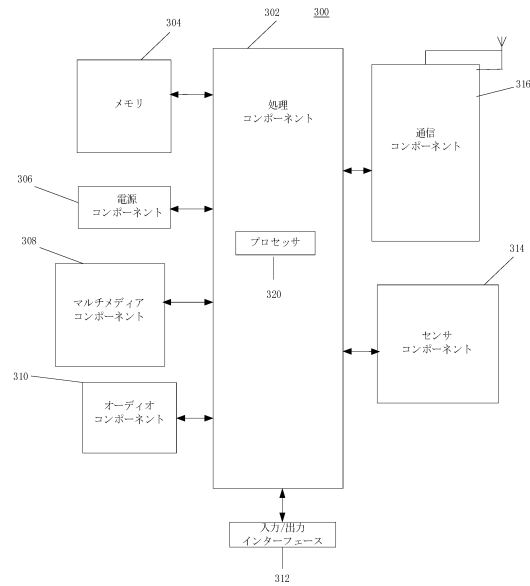 304
302
300
メモリ
処理
コンポーネント
通信
コンポーネント
316
306
電源
コンポーネント
308
プロセッサ
320
マルチメディア
コンポーネント
314
センサ
コンポーネント
310
オーディオ
コンポーネント
入力/出力
インターフェース
312